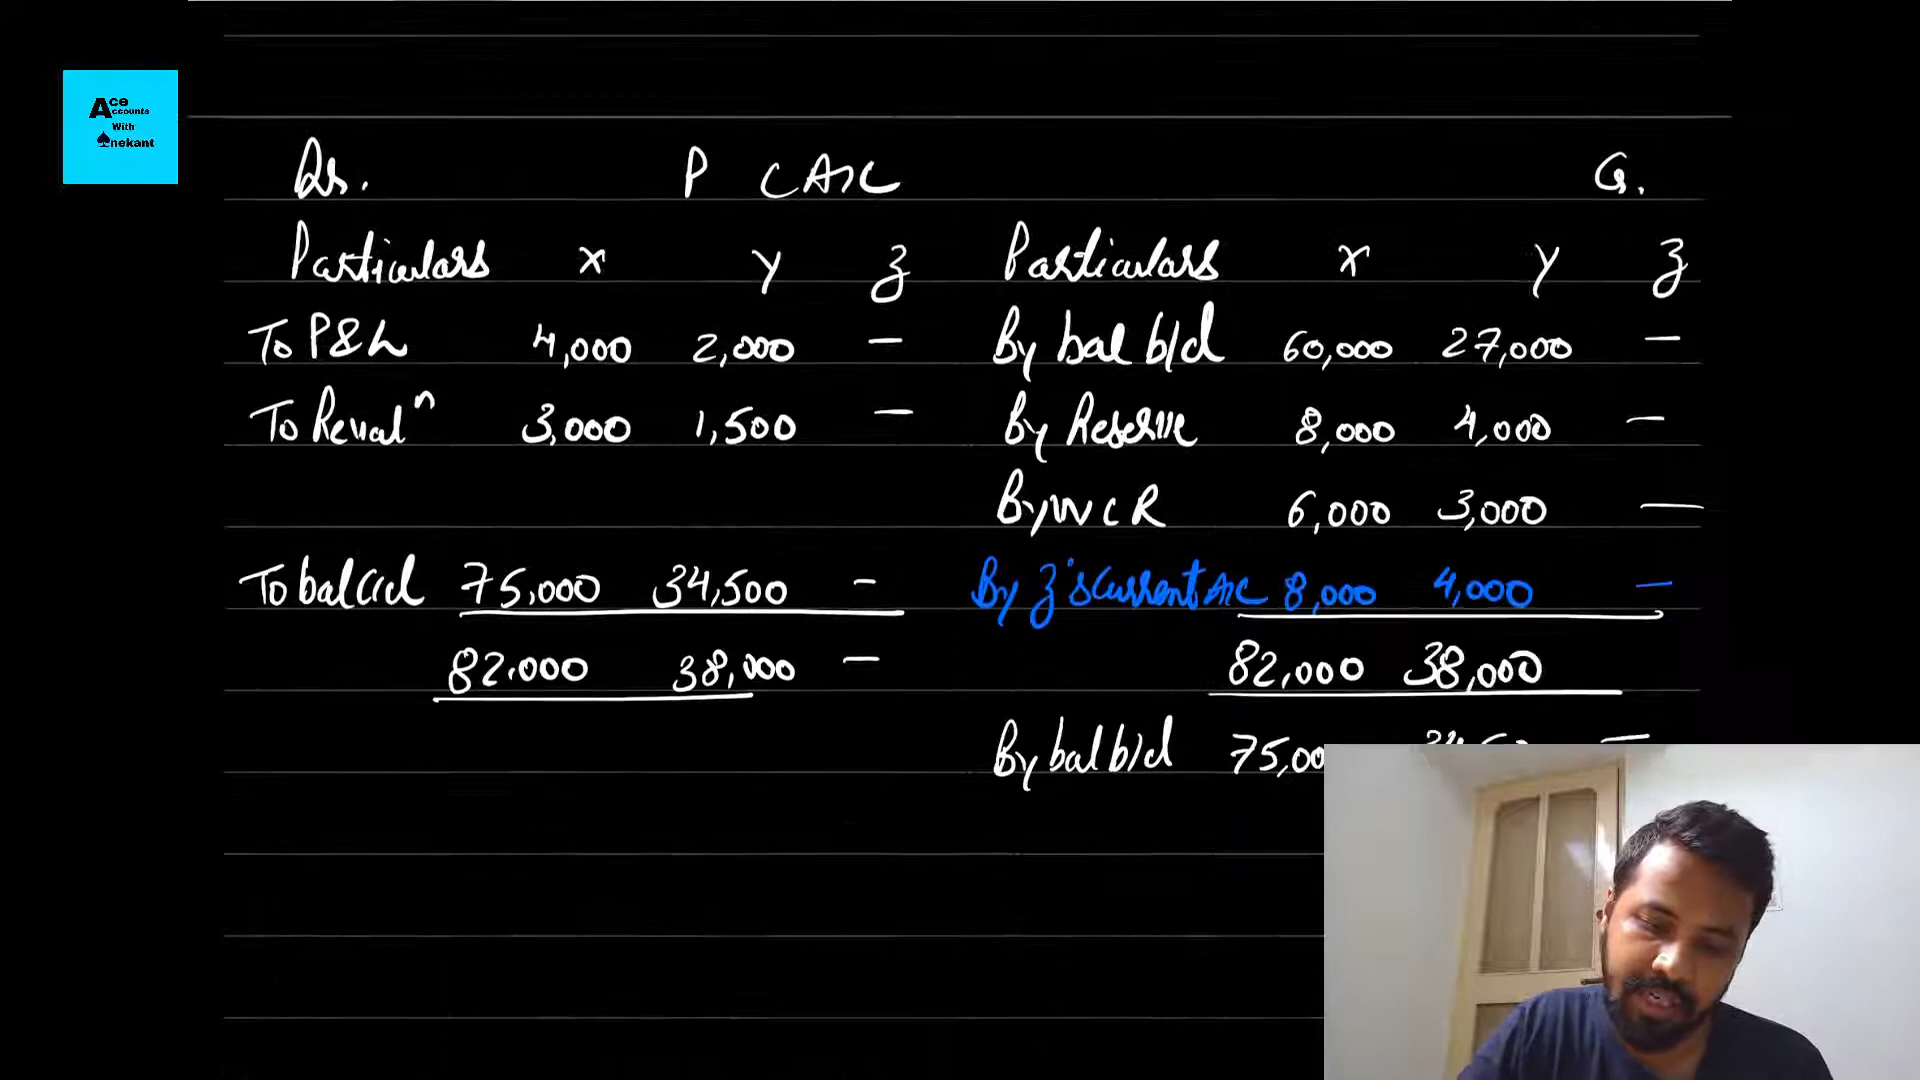 Ace
Accounts
With
Anekant
Dr. P C A/c Cr.
Particulars X Y Z Particulars X Y Z
To P&L 4,000 2,000 — By bal b/d 60,000 27,000 —
To Revalⁿ 3,000 1,500 — By Reserve 8,000 4,000 —
By W C R 6,000 3,000 —
To bal c/d 75,000 34,500 - By Z's Current A/c 8,000 4,000 —
82,000 38,000 — 82,000 38,000
By bal b/d 75,00